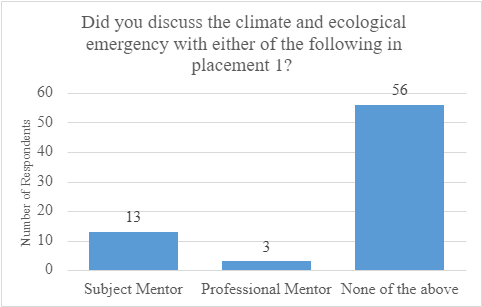 Did you discuss the climate and ecological
emergency with either of the following in
placement 1?
Number of Respondents
60
50
40
30
20
10
0
13
3
56
Subject Mentor
Professional Mentor
None of the above